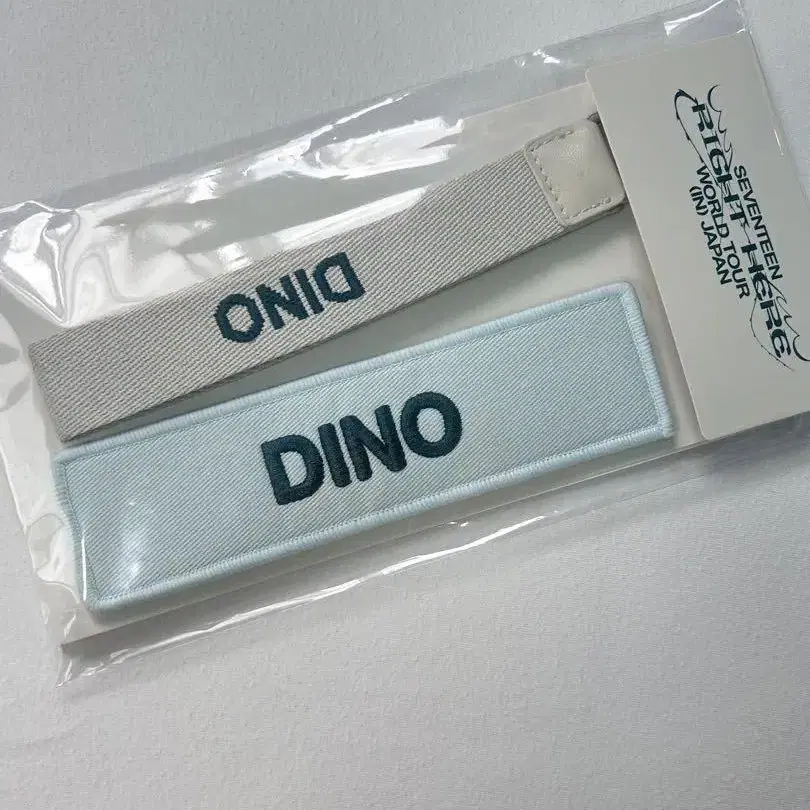 DINO
DINO
SEVENTEEN
RIGHT HERE
WORLD TOUR
(IN) JAPAN